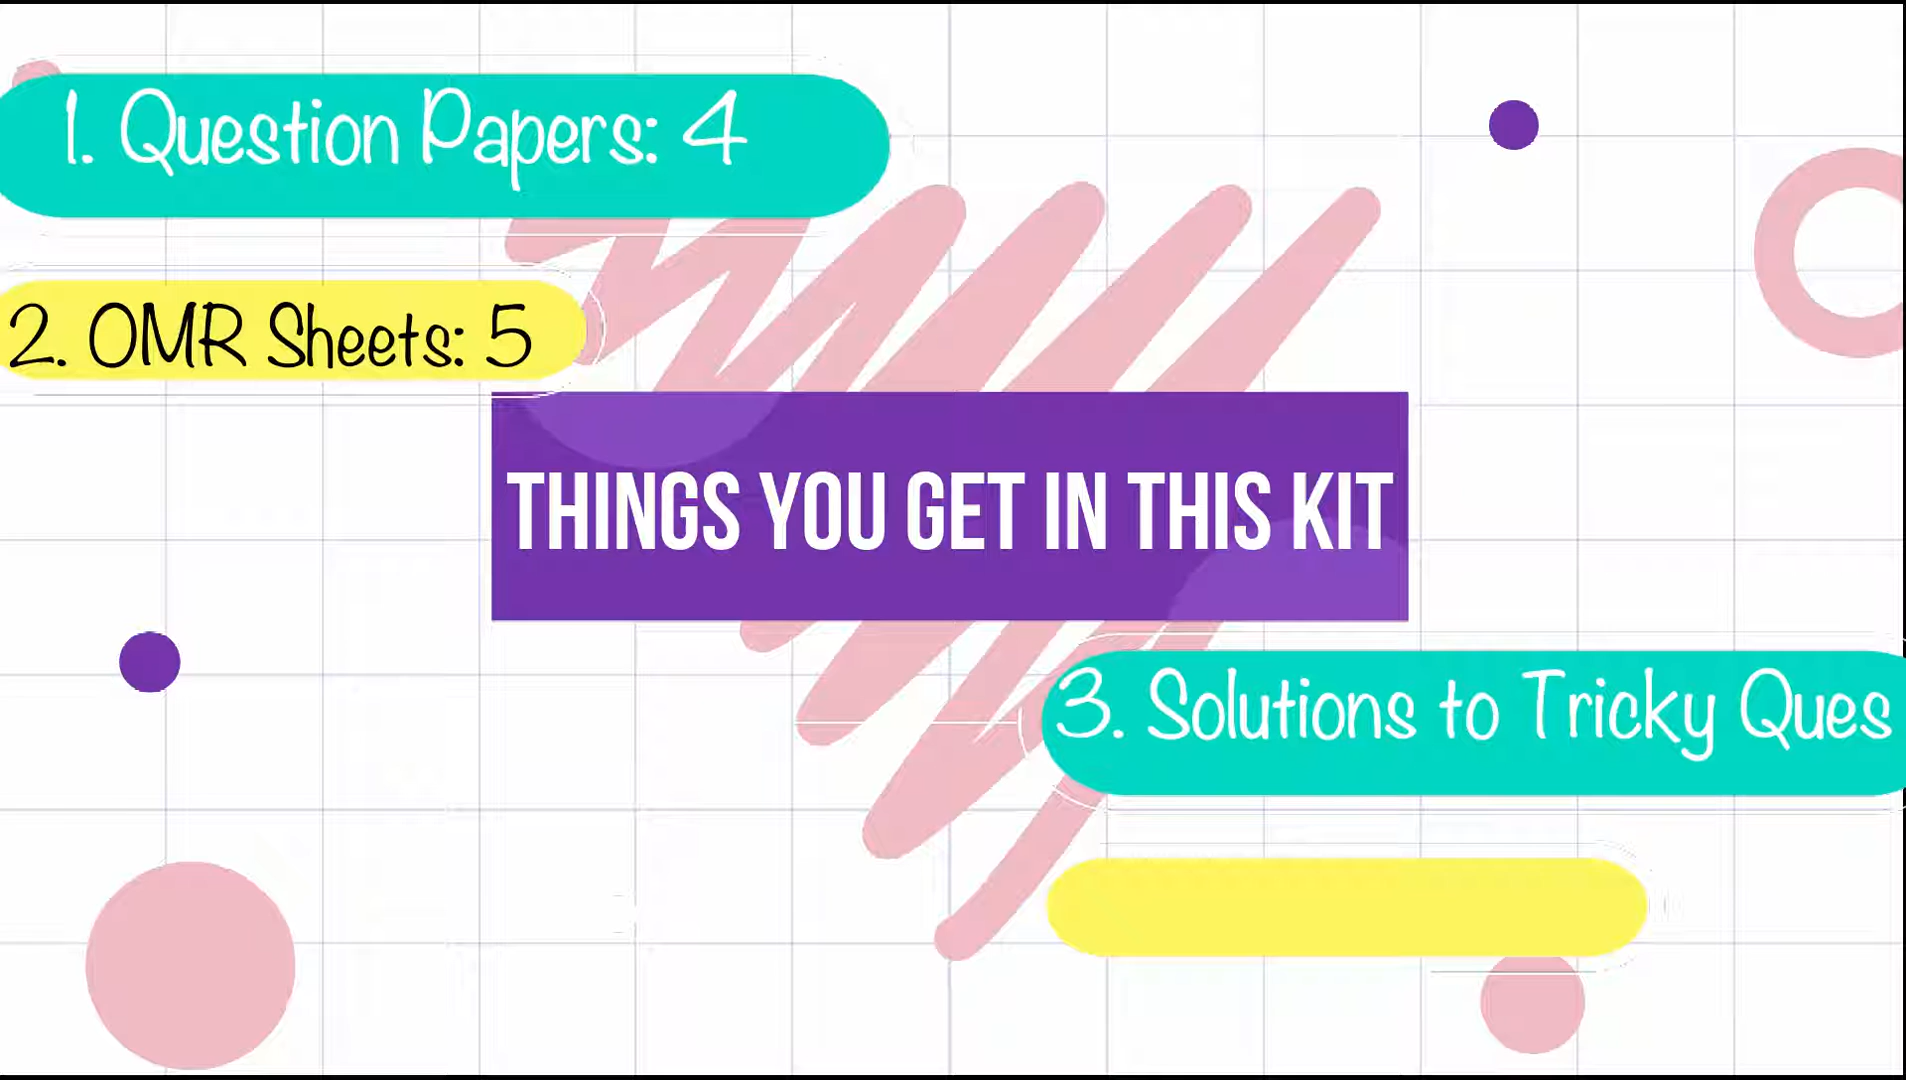 1. Question Papers: 4
2. OMR Sheets: 5
THINGS YOU GET IN THIS KIT
3. Solutions to Tricky Ques